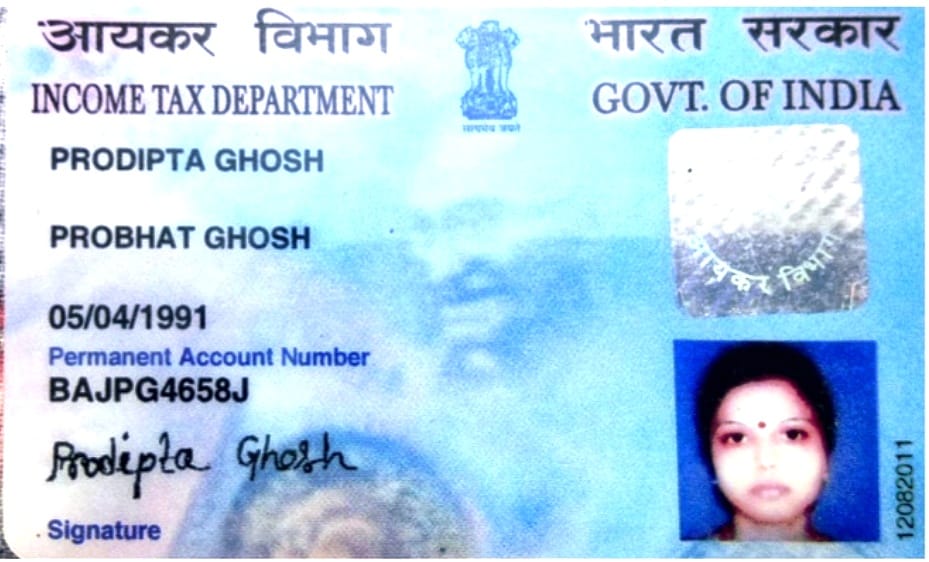 आयकर विभाग
भारत सरकार
INCOME TAX DEPARTMENT
GOVT. OF INDIA
सत्यमेव जयते
PRODIPTA GHOSH
PROBHAT GHOSH
05/04/1991
Permanent Account Number
BAJPG4658J
Prodipta Ghosh
Signature
आयकर विभाग
12082011